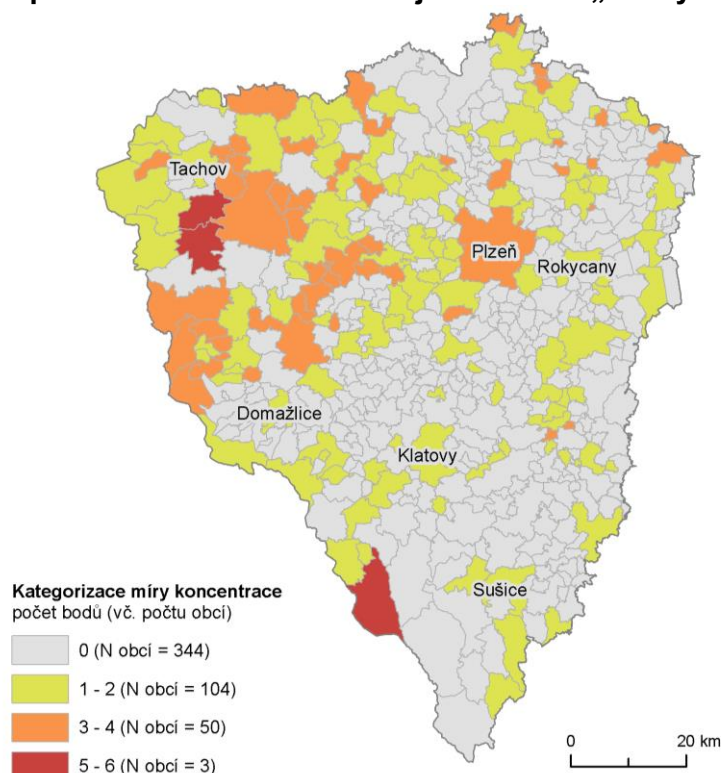 Tachov
Plzeň
Rokycany
Domažlice
Klatovy
Sušice
Kategorizace míry koncentrace
počet bodů (vč. počtu obcí)
0 (N obcí = 344)
1 - 2 (N obcí = 104)
3 - 4 (N obcí = 50)
5 - 6 (N obcí = 3)
0 20 km